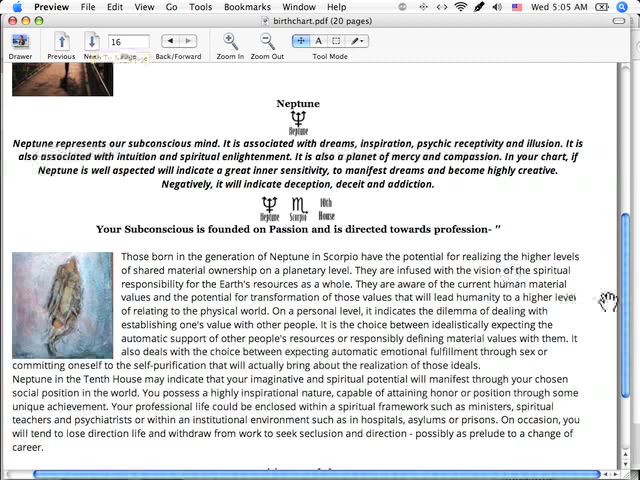 Preview File Edit View Go Tools Bookmarks Window Help Wed 5:05 AM
birthchart.pdf (20 pages)
16
Drawer Previous Next Page Back/Forward Zoom In Zoom Out Tool Mode
Neptune
Neptune
Neptune represents our subconscious mind. It is associated with dreams, inspiration, psychic receptivity and illusion. It is
also associated with intuition and spiritual enlightenment. It is also a planet of mercy and compassion. In your chart, if
Neptune is well aspected will indicate a great inner sensitivity, to manifest dreams and become highly creative.
Negatively, it will indicate deception, deceit and addiction.
10th
Neptune Scorpio House
Your Subconscious is founded on Passion and is directed towards profession- "
Those born in the generation of Neptune in Scorpio have the potential for realizing the higher levels
of shared material ownership on a planetary level. They are infused with the vision of the spiritual
responsibility for the Earth's resources as a whole. They are aware of the current human material
values and the potential for transformation of those values that will lead humanity to a higher level
of relating to the physical world. On a personal level, it indicates the dilemma of dealing with
establishing one's value with other people. It is the choice between idealistically expecting the
automatic support of other people's resources or responsibly defining material values with them. It
also deals with the choice between expecting automatic emotional fulfillment through sex or
committing oneself to the self-purification that will actually bring about the realization of those ideals.
Neptune in the Tenth House may indicate that your imaginative and spiritual potential will manifest through your chosen
social position in the world. You possess a highly inspirational nature, capable of attaining honor or position through some
unique achievement. Your professional life could be enclosed within a spiritual framework such as ministers, spiritual
teachers and psychiatrists or within an institutional environment such as in hospitals, asylums or prisons. On occasion, you
will tend to lose direction life and withdraw from work to seek seclusion and direction - possibly as prelude to a change of
career.